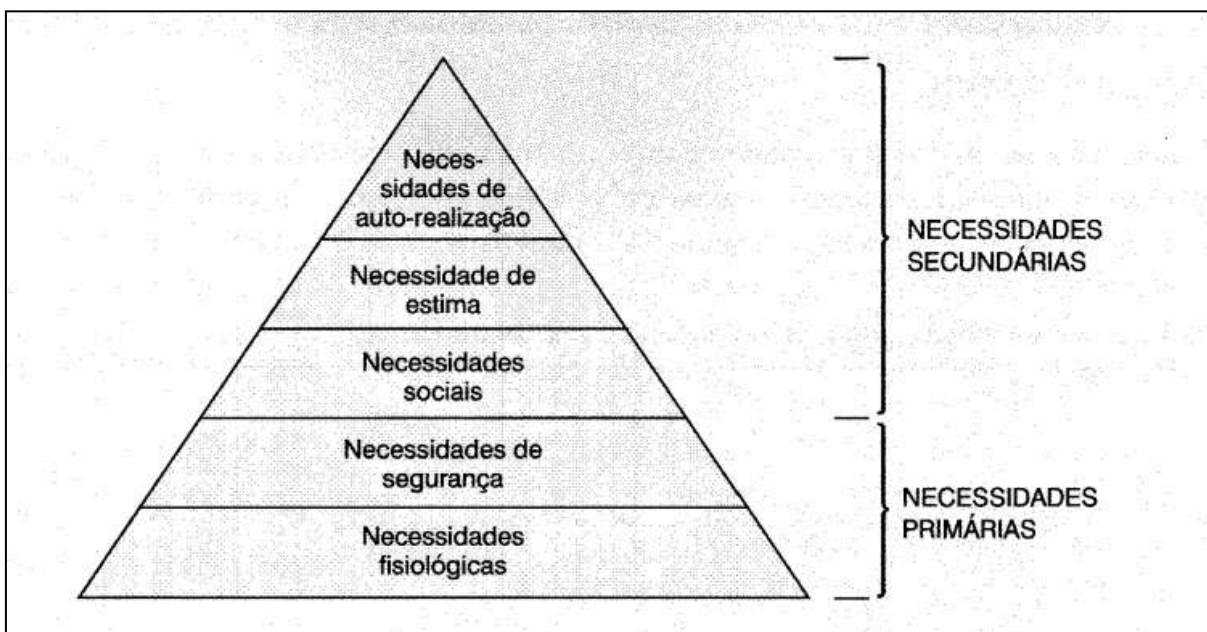 Neces-
sidades de
auto-realização
Necessidade de
estima
Necessidades
sociais
Necessidades de
segurança
Necessidades
fisiológicas
NECESSIDADES
SECUNDÁRIAS
NECESSIDADES
PRIMÁRIAS